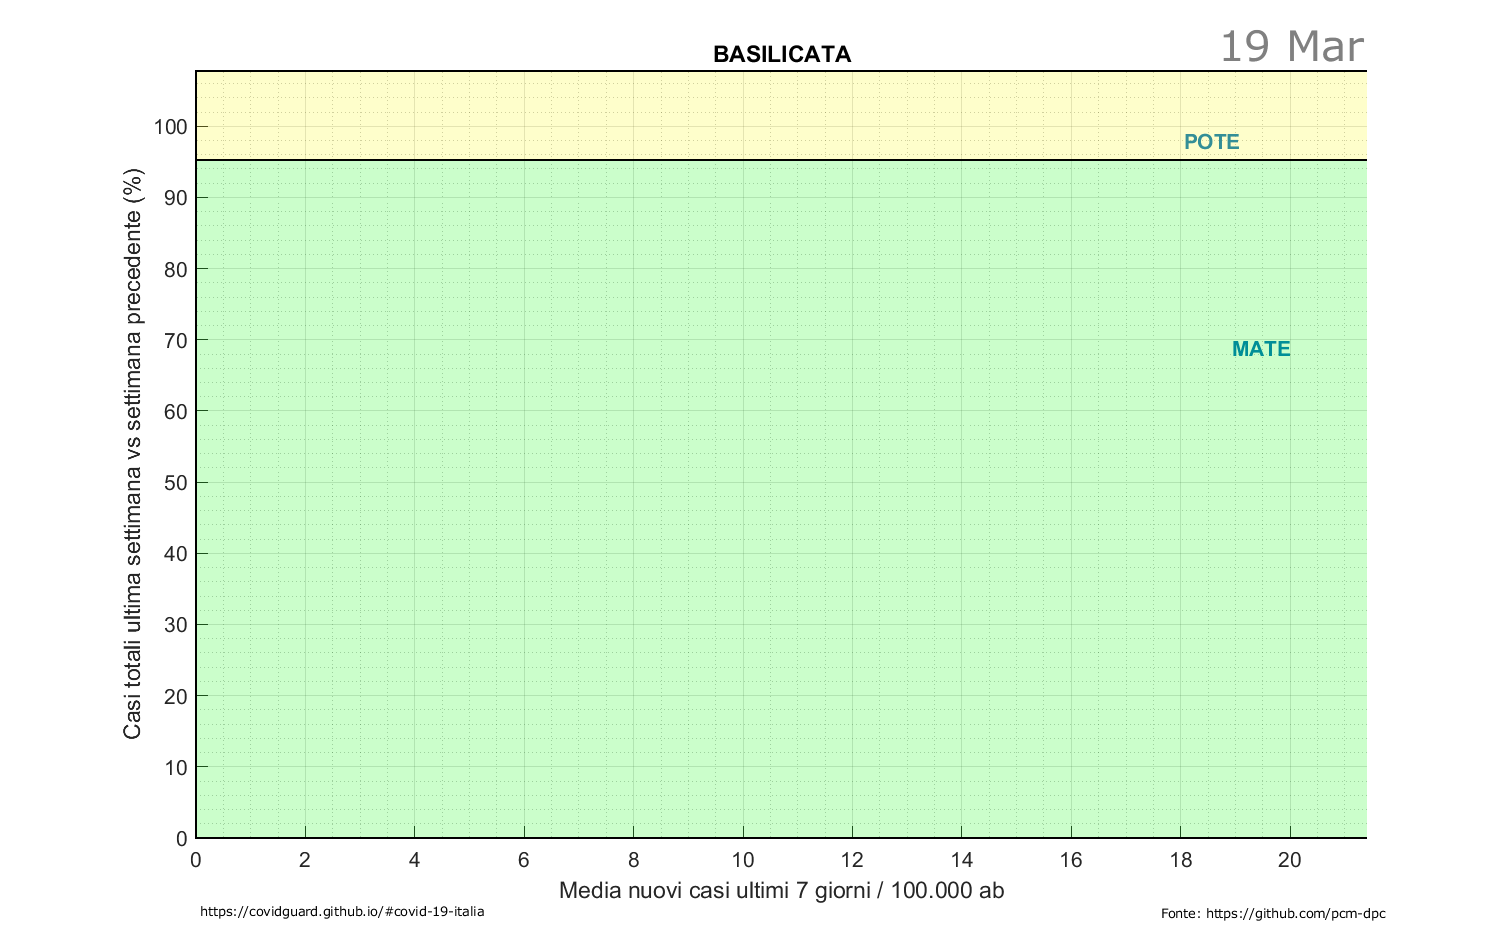 BASILICATA
19 Mar
100
90
80
70
60
50
40
30
20
10
0
Casi totali ultima settimana vs settimana precedente (%)
POTE
MATE
0 2 4 6 8 10 12 14 16 18 20
Media nuovi casi ultimi 7 giorni / 100.000 ab
https://covidguard.github.io/#covid-19-italia
Fonte: https://github.com/pcm-dpc